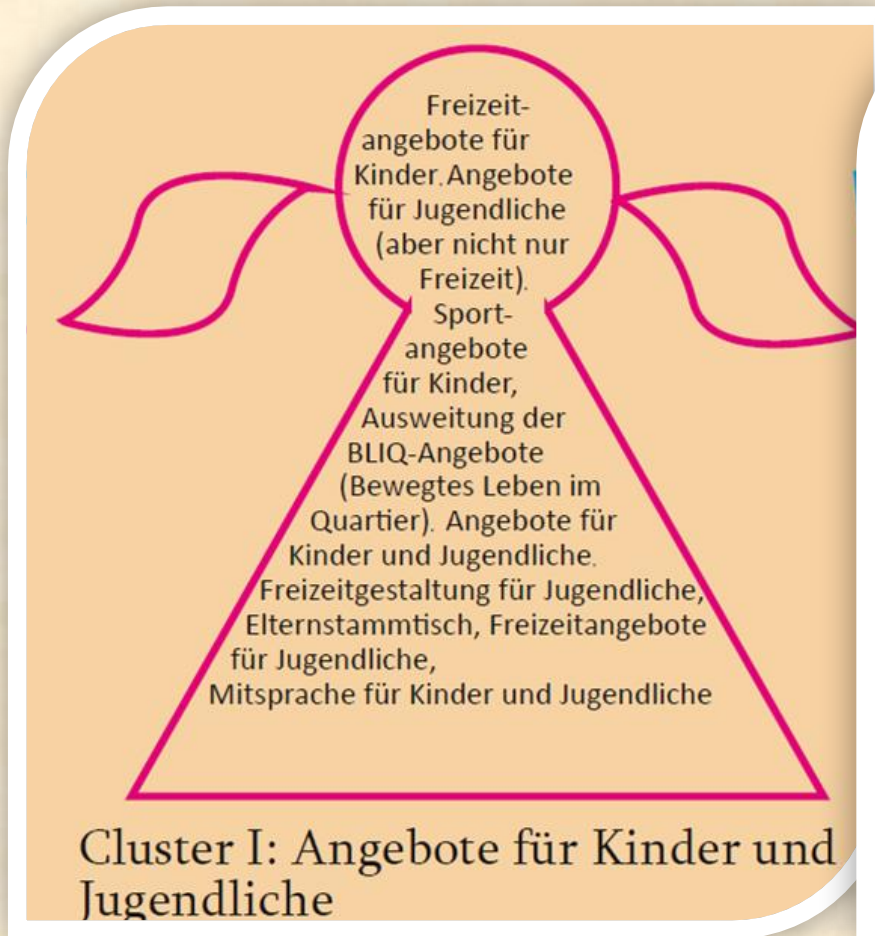 Freizeit-
angebote für
Kinder. Angebote
für Jugendliche
(aber nicht nur
Freizeit).
Sport-
angebote
für Kinder,
Ausweitung der
BLIQ-Angebote
(Bewegtes Leben im
Quartier). Angebote für
Kinder und Jugendliche.
Freizeitgestaltung für Jugendliche,
Elternstammtisch, Freizeitangebote
für Jugendliche,
Mitsprache für Kinder und Jugendliche
Cluster I: Angebote für Kinder und
Jugendliche